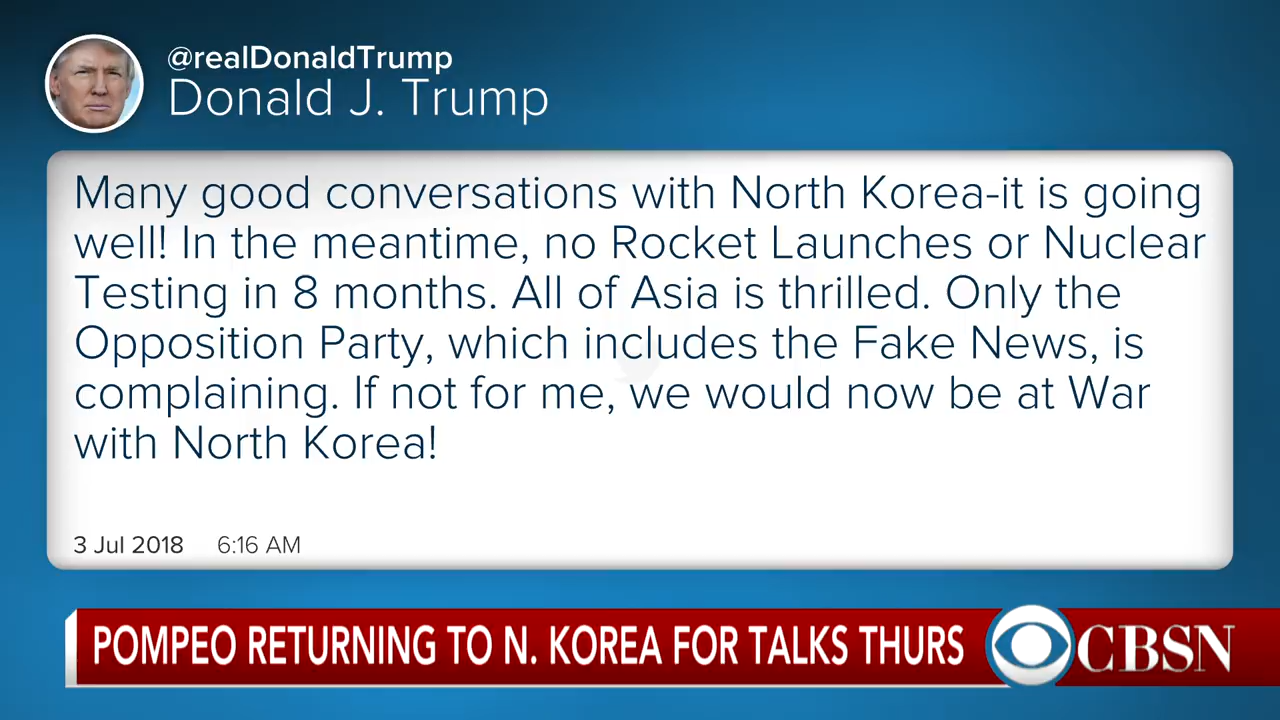 @realDonaldTrump
Donald J. Trump
Many good conversations with North Korea-it is going
well! In the meantime, no Rocket Launches or Nuclear
Testing in 8 months. All of Asia is thrilled. Only the
Opposition Party, which includes the Fake News, is
complaining. If not for me, we would now be at War
with North Korea!
3 Jul 2018 6:16 AM
POMPEO RETURNING TO N. KOREA FOR TALKS THURS
CBSN